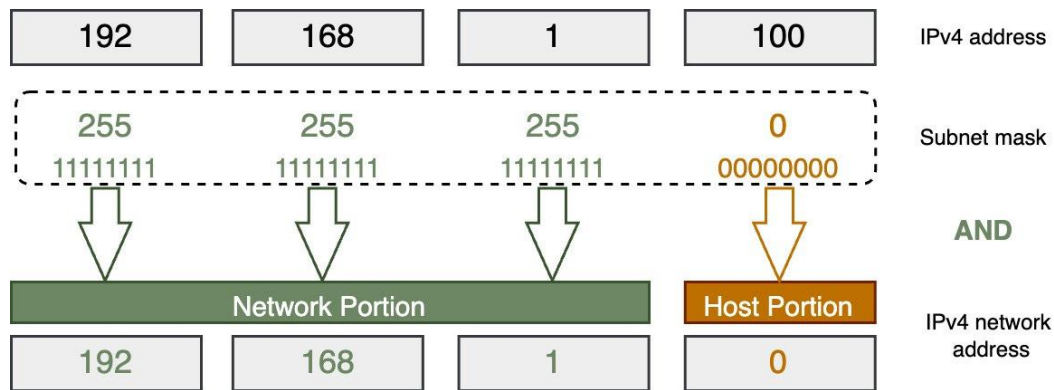 192 168 1 100 IPv4 address
255 255 255 0 Subnet mask
11111111 11111111 11111111 00000000
AND
Network Portion Host Portion
IPv4 network
address
192 168 1 0